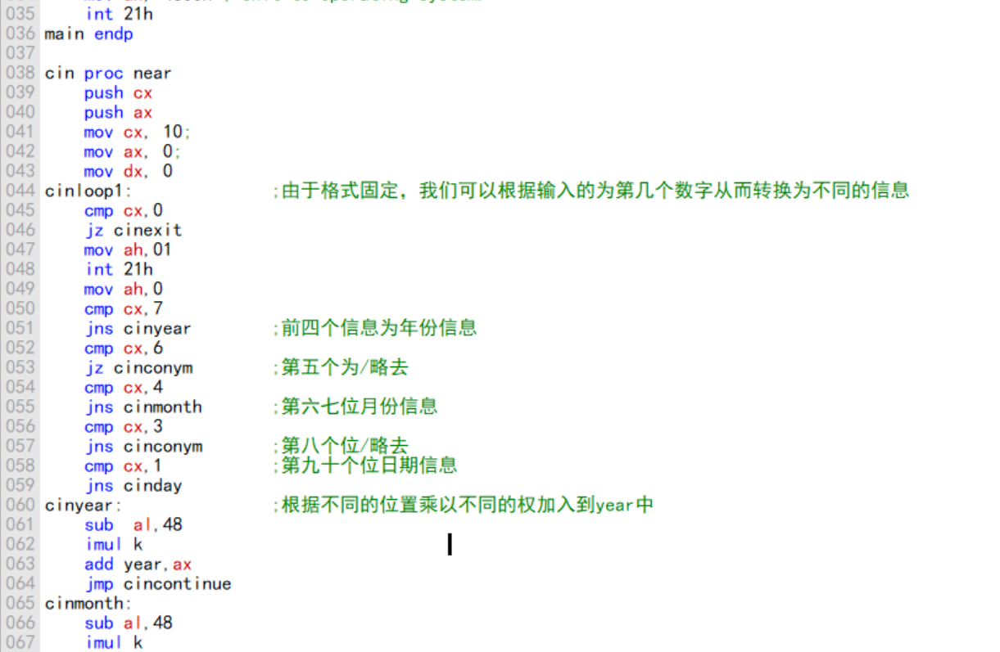 035 int 21h
036 main endp
037
038 cin proc near
039 push cx
040 push ax
041 mov cx, 10;
042 mov ax, 0;
043 mov dx, 0
044 cinloop1: ;由于格式固定，我们可以根据输入的为第几个数字从而转换为不同的信息
045 cmp cx,0
046 jz cinexit
047 mov ah,01
048 int 21h
049 mov ah,0
050 cmp cx,7
051 jns cinyear ;前四个信息为年份信息
052 cmp cx,6
053 jz cinconym ;第五个为/略去
054 cmp cx,4
055 jns cinmonth ;第六七位月份信息
056 cmp cx,3
057 jns cinconym ;第八个位/略去
058 cmp cx,1 ;第九十个位日期信息
059 jns cinday
060 cinyear: ;根据不同的位置乘以不同的权加入到year中
061 sub al,48
062 imul k
063 add year,ax
064 jmp cincontinue
065 cinmonth:
066 sub al,48
067 imul k